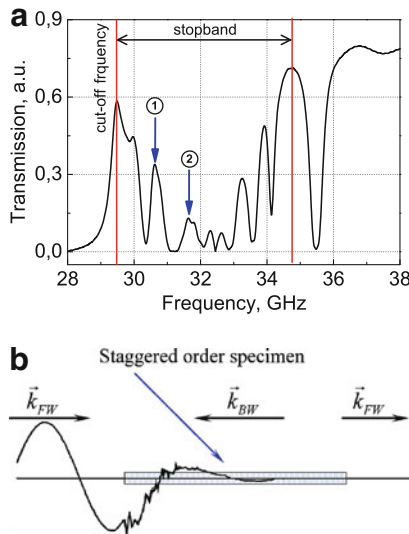 a
0,9
stopband
Transmission, a.u.
cut-off frquency
1
0,6
2
0,3
0,0
28 30 32 34 36 38
Frequency, GHz
b
Staggered order specimen
k⃗FW k⃗BW k⃗FW